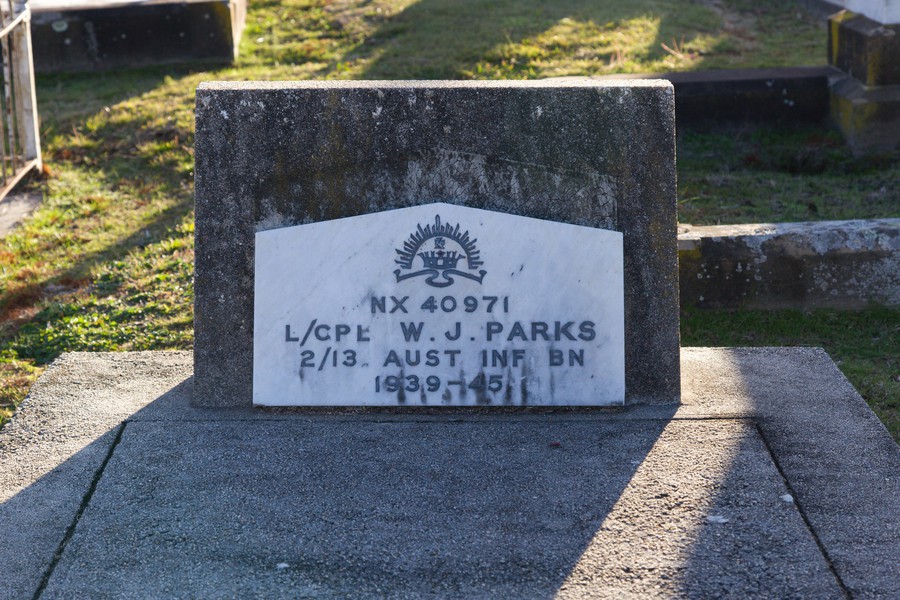 NX 40971
L/CPL W. J. PARKS
2/13 AUST INF BN
1939-45